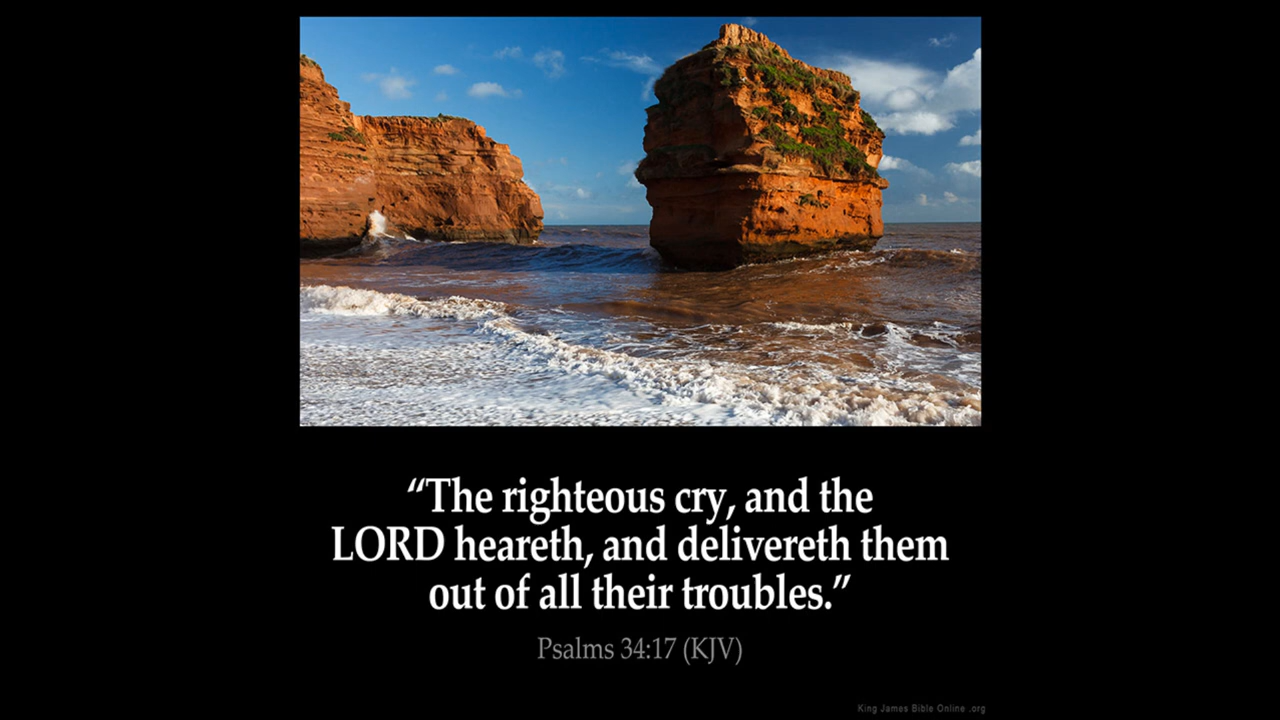 “The righteous cry, and the
LORD heareth, and delivereth them
out of all their troubles.”
Psalms 34:17 (KJV)
King James Bible Online .org